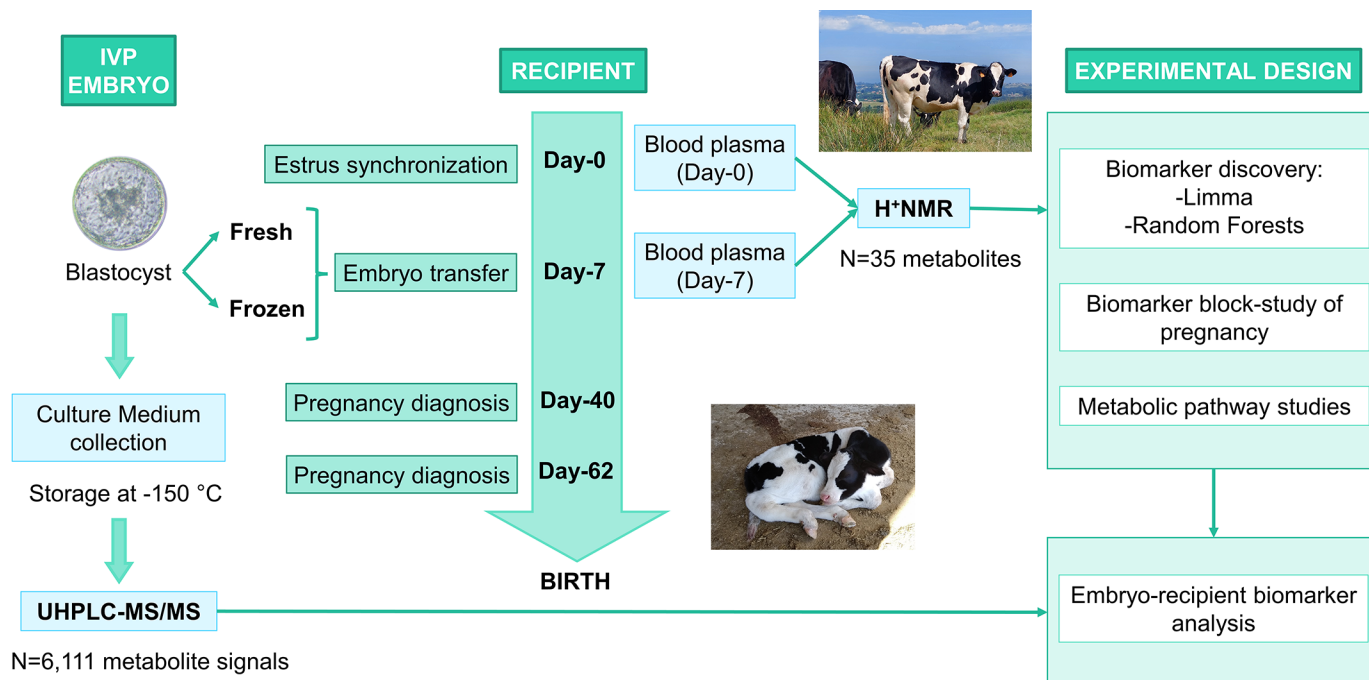 IVP
EMBRYO
Blastocyst
Fresh
Frozen
Culture Medium
collection
Storage at -150 °C
UHPLC-MS/MS
N=6,111 metabolite signals
RECIPIENT
Estrus synchronization
Day-0
Embryo transfer
Day-7
Pregnancy diagnosis
Day-40
Pregnancy diagnosis
Day-62
BIRTH
Blood plasma
(Day-0)
Blood plasma
(Day-7)
H⁺NMR
N=35 metabolites
EXPERIMENTAL DESIGN
Biomarker discovery:
-Limma
-Random Forests
Biomarker block-study of
pregnancy
Metabolic pathway studies
Embryo-recipient biomarker
analysis